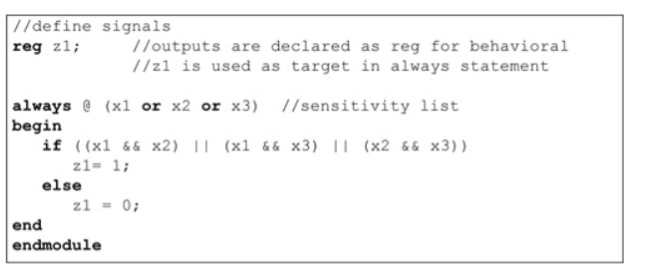 //define signals
reg z1; //outputs are declared as reg for behavioral
//z1 is used as target in always statement
always @ (x1 or x2 or x3) //sensitivity list
begin
if ((x1 && x2) || (x1 && x3) || (x2 && x3))
z1= 1;
else
z1 = 0;
end
endmodule